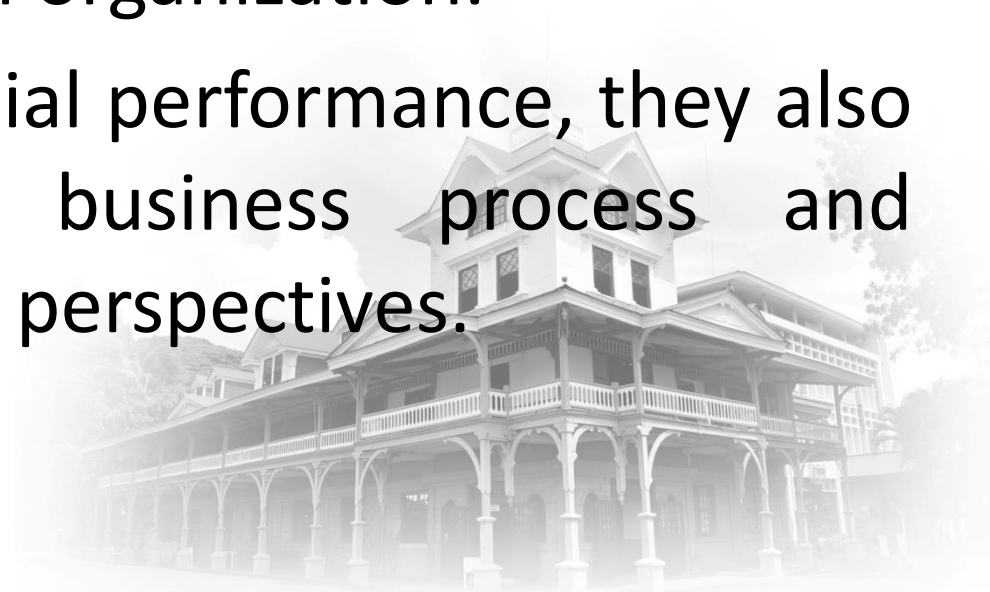 organization.
ial performance, they also
business process and
perspectives.